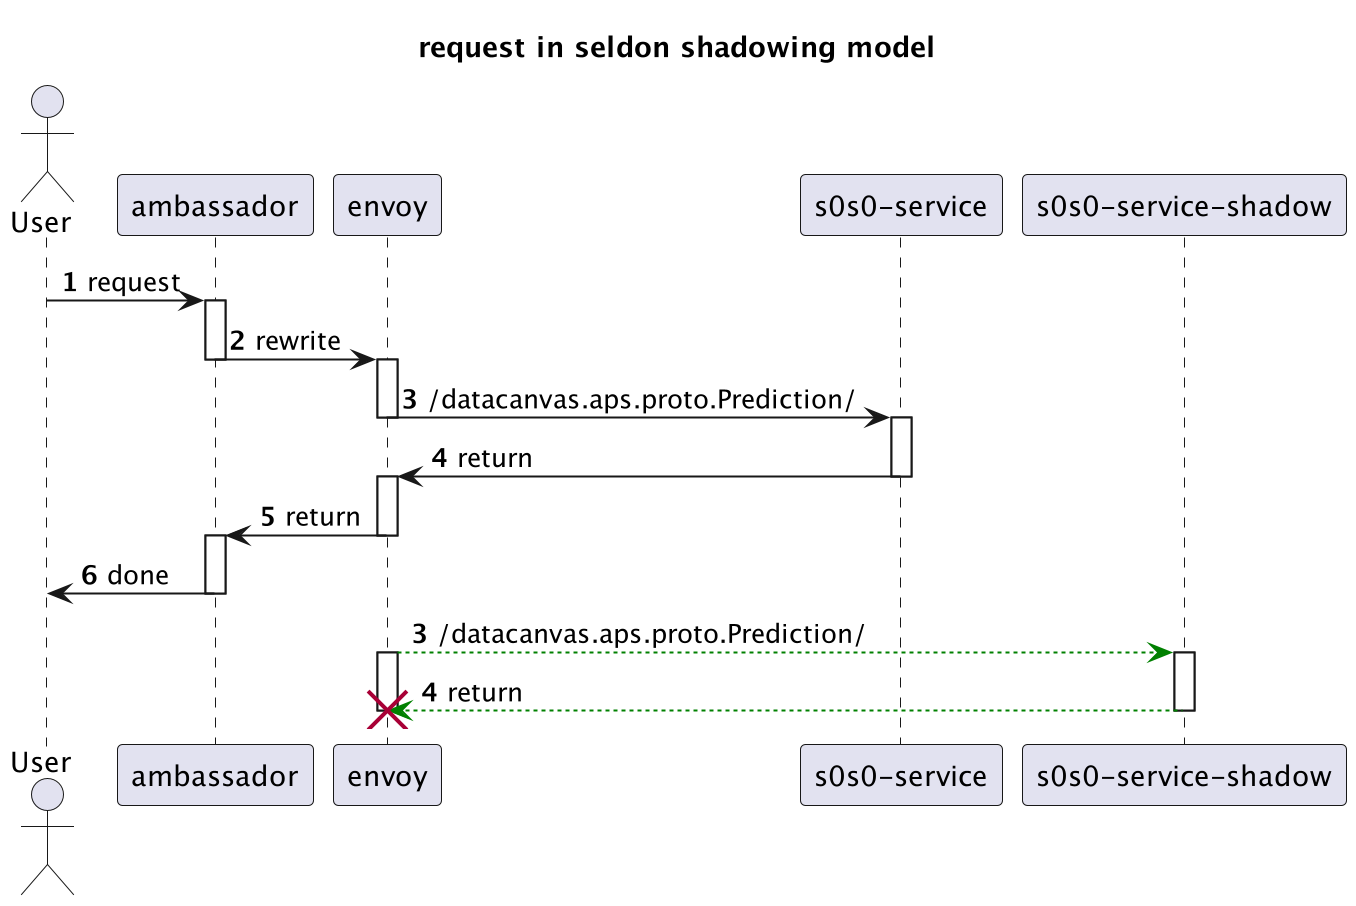 request in seldon shadowing model
User
ambassador
envoy
s0s0-service
s0s0-service-shadow
1 request
2 rewrite
3 /datacanvas.aps.proto.Prediction/
4 return
5 return
6 done
3 /datacanvas.aps.proto.Prediction/
4 return
User
ambassador
envoy
s0s0-service
s0s0-service-shadow